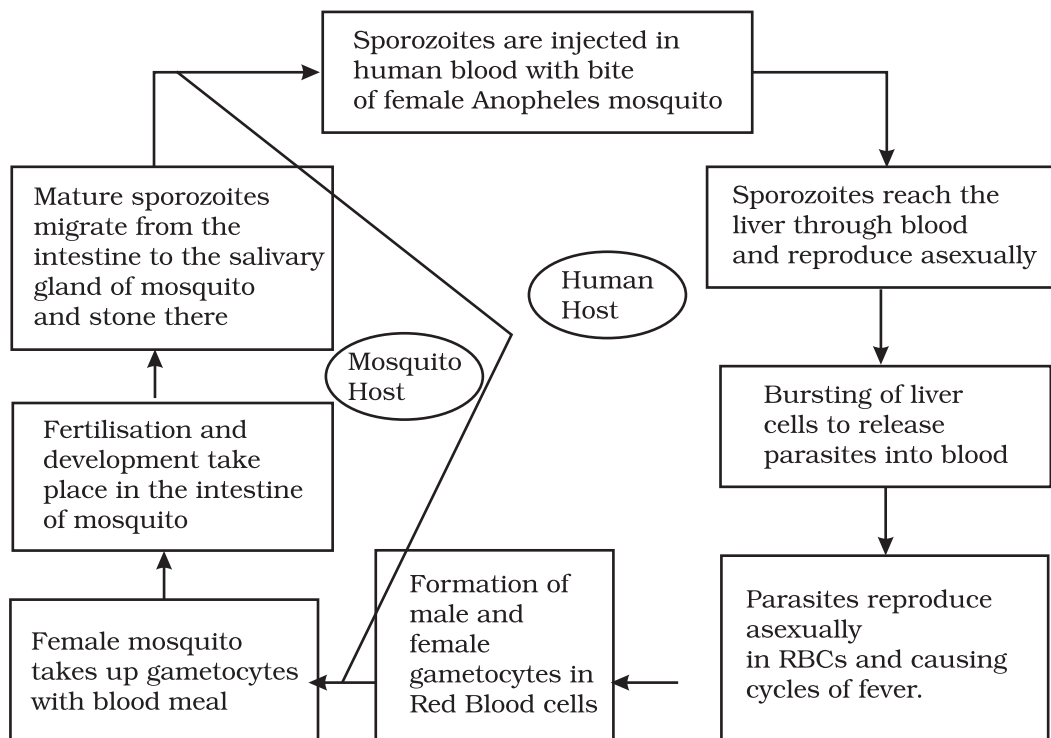 Sporozoites are injected in
human blood with bite
of female Anopheles mosquito
Sporozoites reach the
liver through blood
and reproduce asexually
Bursting of liver
cells to release
parasites into blood
Parasites reproduce
asexually
in RBCs and causing
cycles of fever.
Formation of
male and
female
gametocytes in
Red Blood cells
Female mosquito
takes up gametocytes
with blood meal
Fertilisation and
development take
place in the intestine
of mosquito
Mature sporozoites
migrate from the
intestine to the salivary
gland of mosquito
and stone there
Human
Host
Mosquito
Host